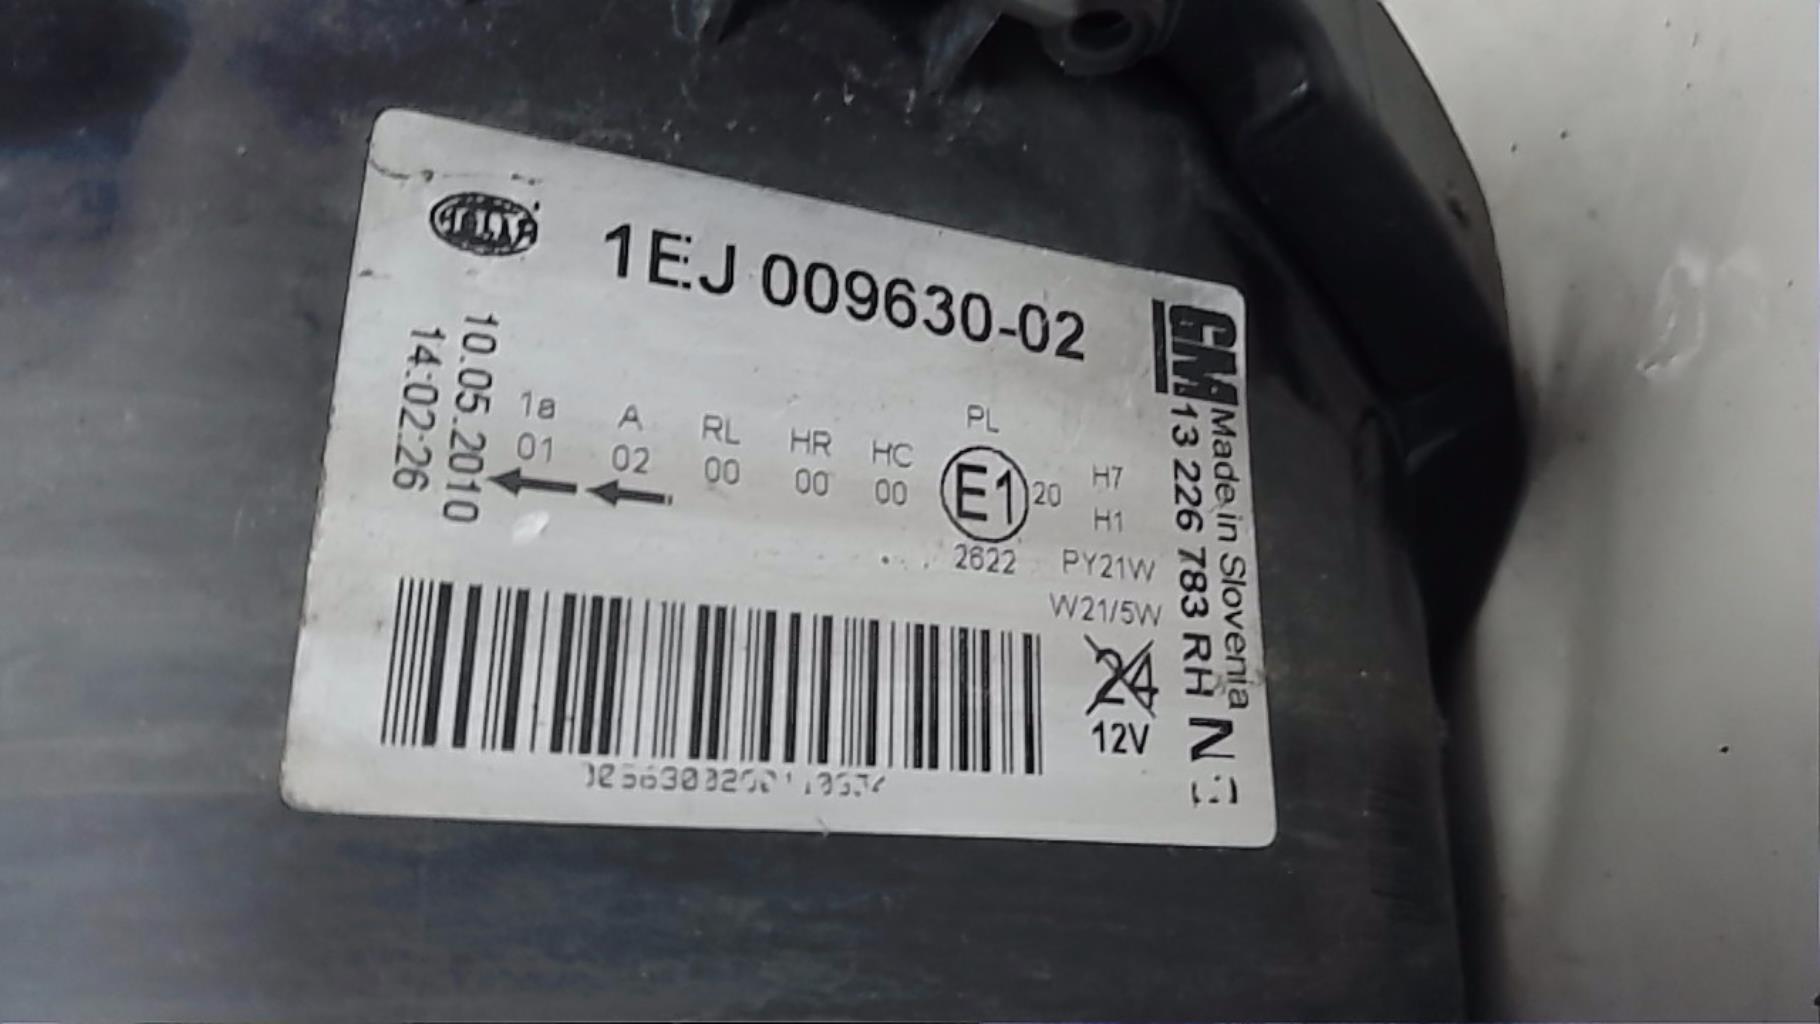 HELLA
1EJ 009630-02
GM
Made in Slovenia
13 226 783 RH N
10.05.2010
14:02:26
1a A RL HR HC PL
01 02 00 00 00 E1 20 H7
H1
2622 PY21W
W21/5W
24
12V